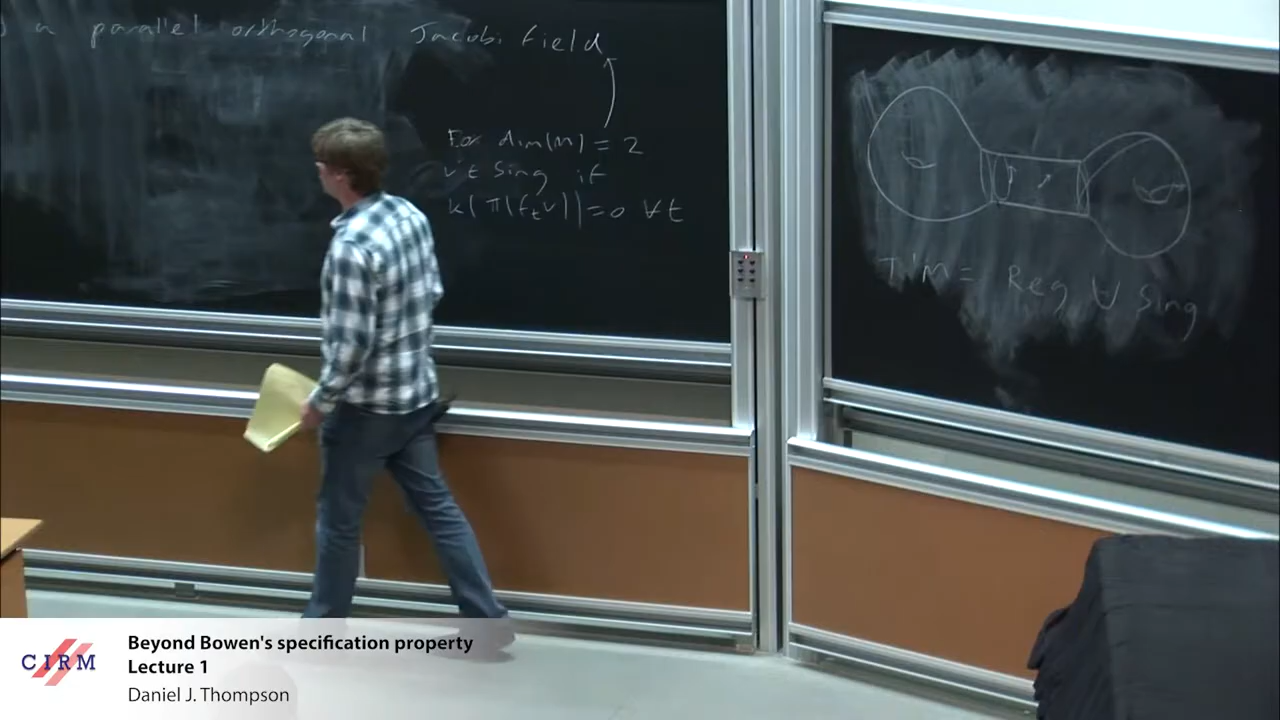 a parallel orthogonal Jacobi field
For dim(M) = 2
v ∈ Sing if
K(π(f_t v)) = 0 ∀ t
T¹M = Reg ⊎ Sing
CIRM
Beyond Bowen's specification property
Lecture 1
Daniel J. Thompson